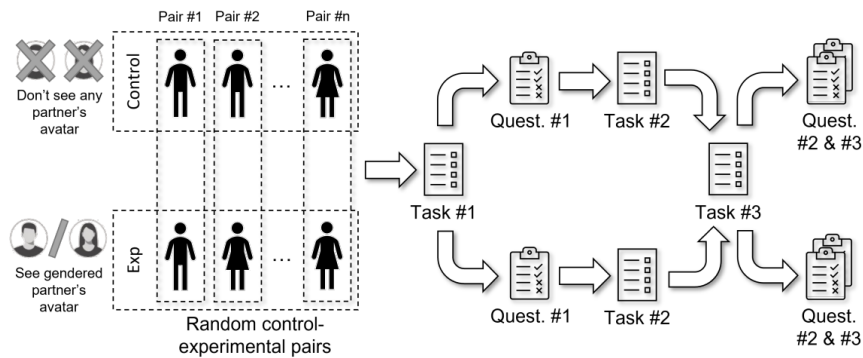 Pair #1 Pair #2 Pair #n
Control
Don't see any
partner's
avatar
...
Exp
See gendered
partner's
avatar
...
Random control-
experimental pairs
Task #1
Quest. #1
Task #2
Quest. #1
Task #2
Task #3
Quest.
#2 & #3
Quest.
#2 & #3